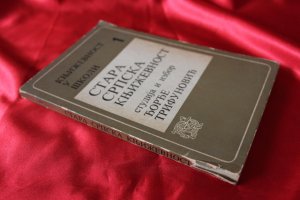 КЊИЖЕВНОСТ
У
ШКОЛИ
1
СТАРА
СРПСКА
КЊИЖЕВНОСТ
студија и избор
ЂОРЂЕ
ТРИФУНОВИЋ
СТАРА СРПСКА КЊИЖЕВНОСТ